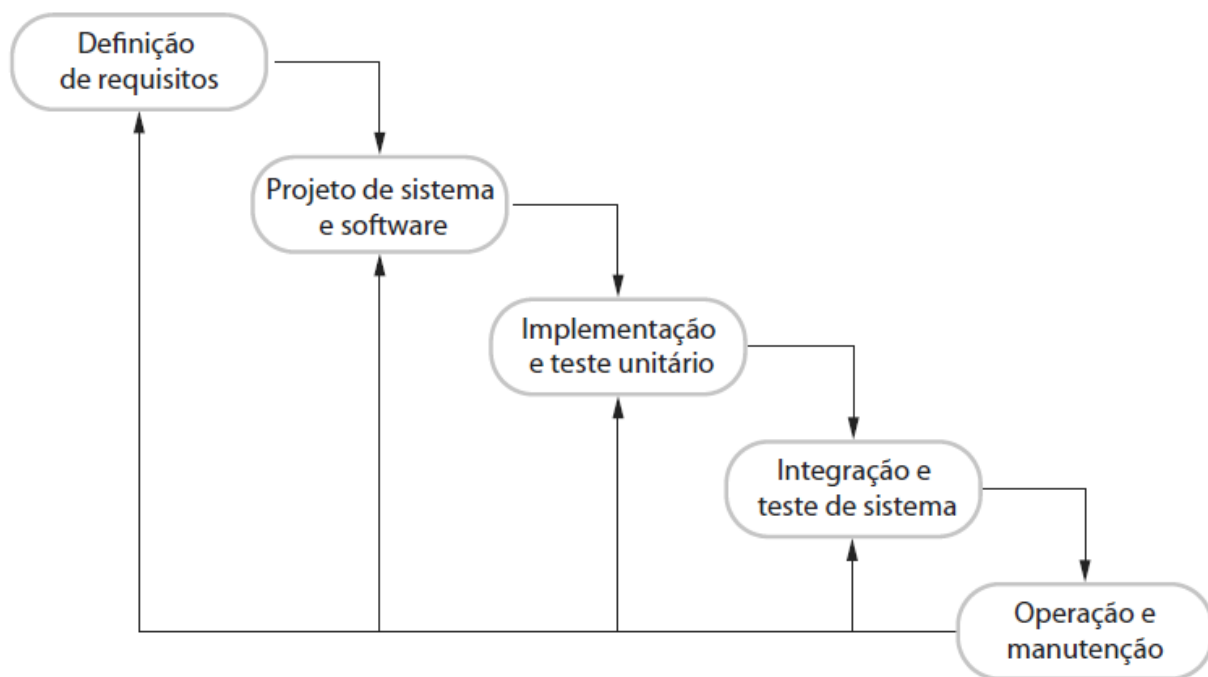 Definição
de requisitos
Projeto de sistema
e software
Implementação
e teste unitário
Integração e
teste de sistema
Operação e
manutenção